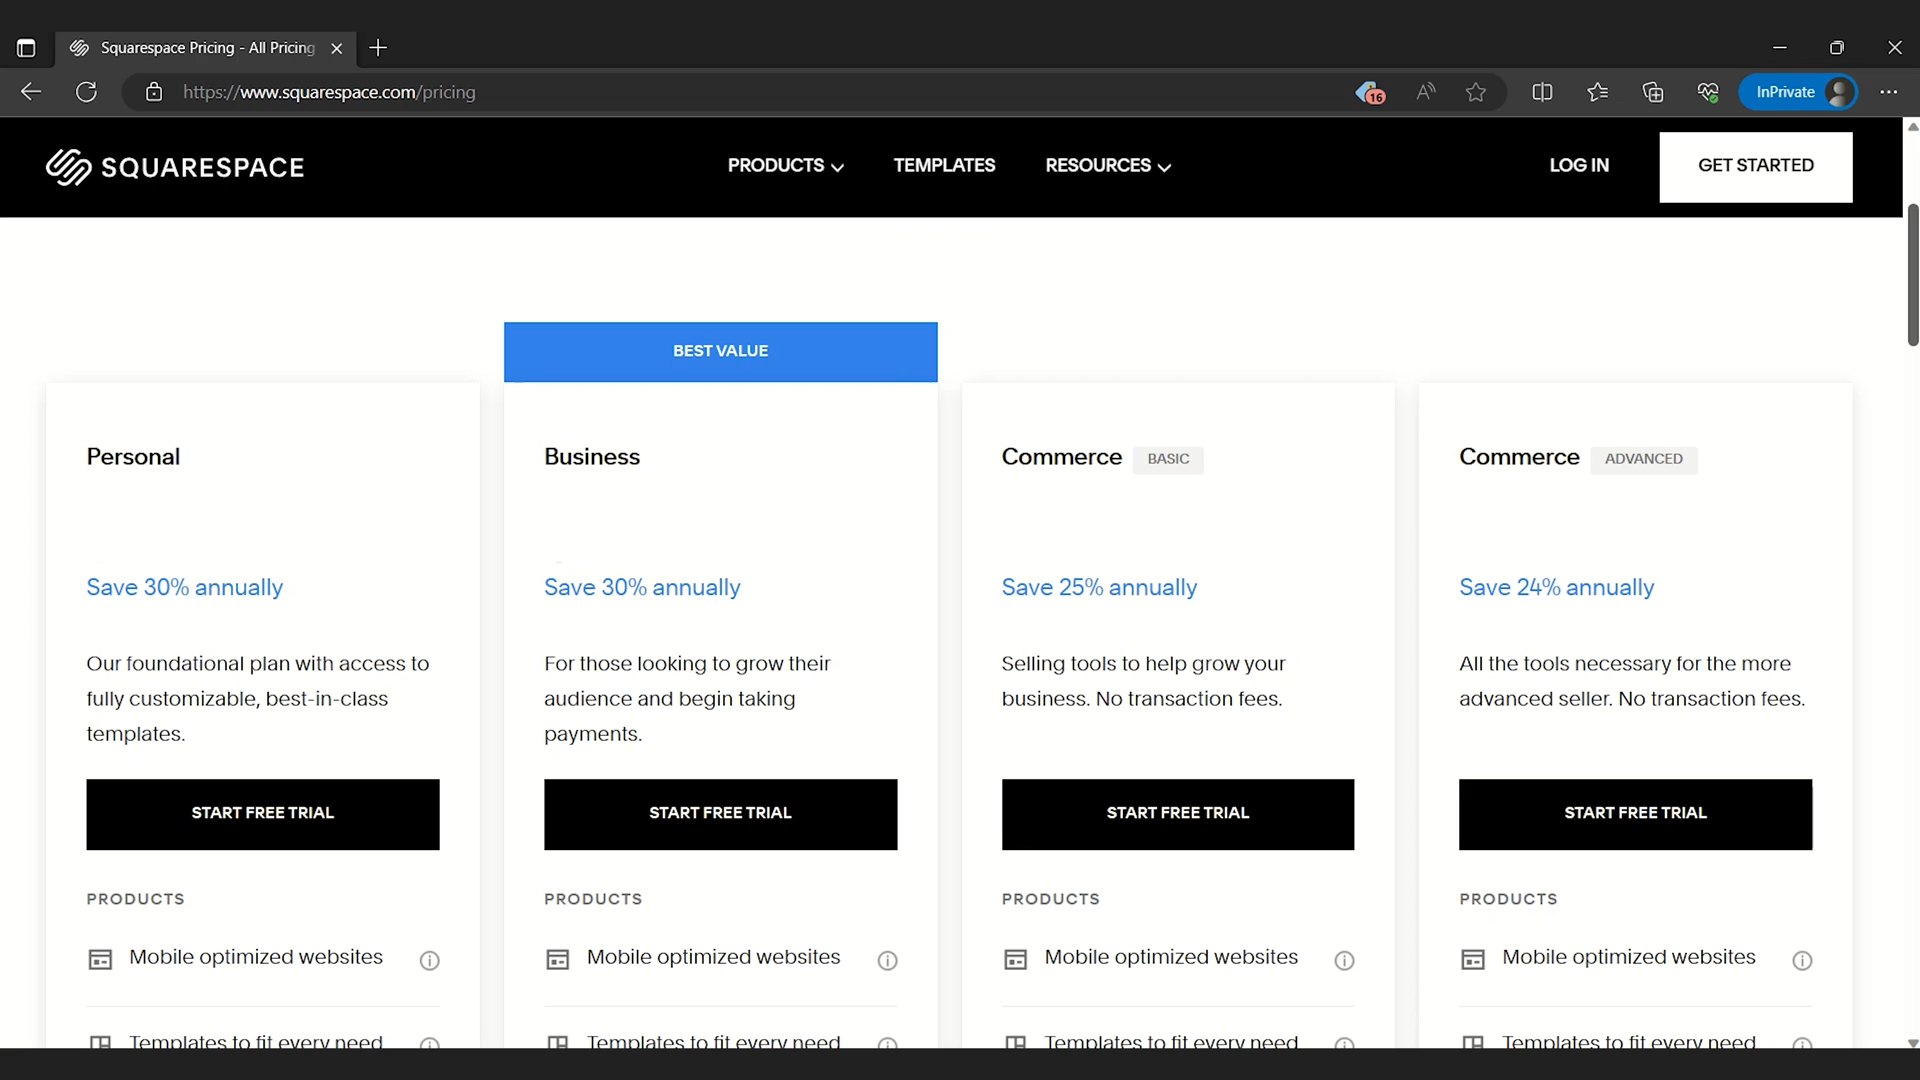 Squarespace Pricing - All Pricing
https://www.squarespace.com/pricing
16
InPrivate
SQUARESPACE
PRODUCTS
TEMPLATES
RESOURCES
LOG IN
GET STARTED
BEST VALUE
Personal
Save 30% annually
Our foundational plan with access to
fully customizable, best-in-class
templates.
START FREE TRIAL
PRODUCTS
Mobile optimized websites
Templates to fit every need
Business
Save 30% annually
For those looking to grow their
audience and begin taking
payments.
START FREE TRIAL
PRODUCTS
Mobile optimized websites
Templates to fit every need
Commerce BASIC
Save 25% annually
Selling tools to help grow your
business. No transaction fees.
START FREE TRIAL
PRODUCTS
Mobile optimized websites
Templates to fit every need
Commerce ADVANCED
Save 24% annually
All the tools necessary for the more
advanced seller. No transaction fees.
START FREE TRIAL
PRODUCTS
Mobile optimized websites
Templates to fit every need